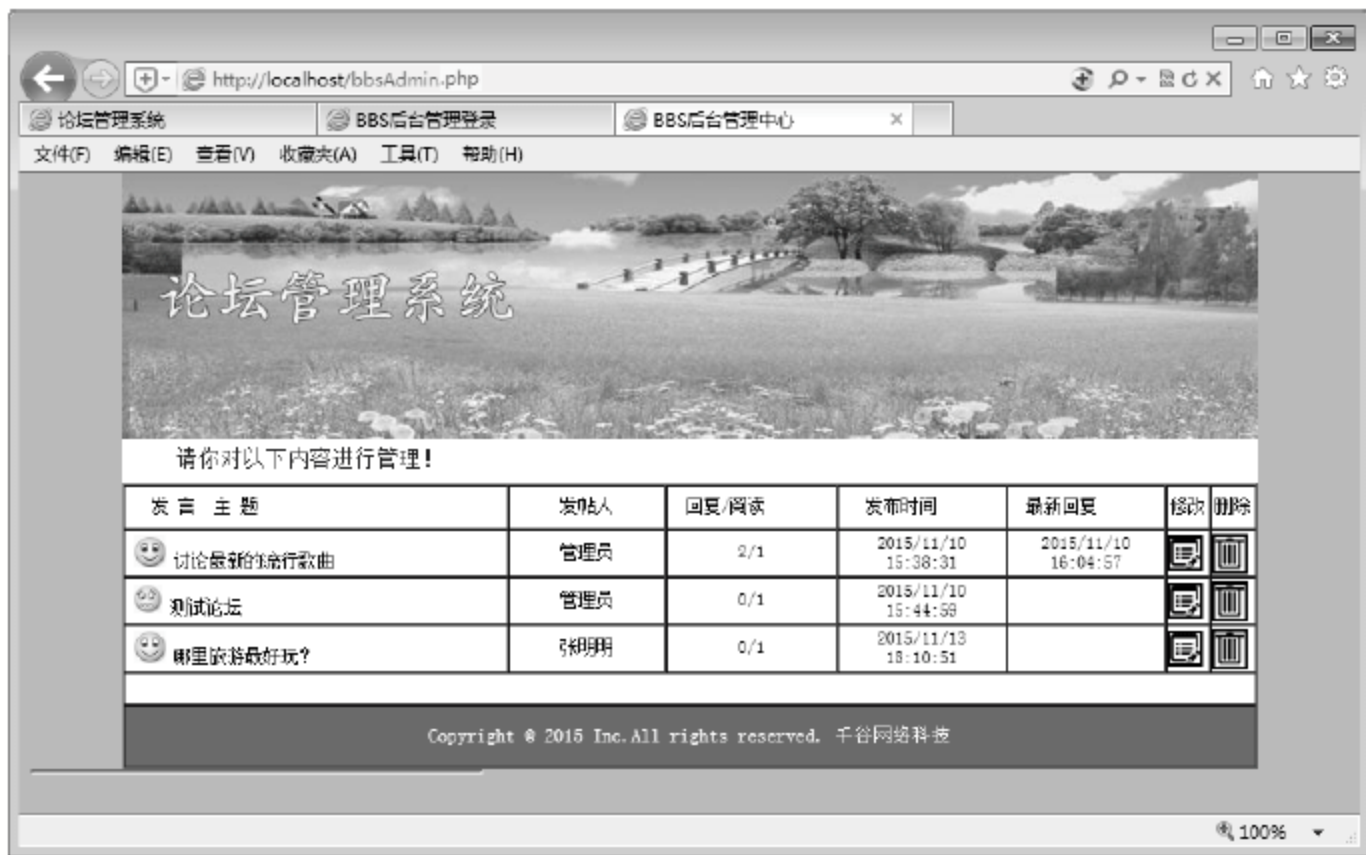 http://localhost/bbsAdmin.php
论坛管理系统 BBS后台管理登录 BBS后台管理中心
文件(F) 编辑(E) 查看(V) 收藏夹(A) 工具(T) 帮助(H)
论坛管理系统
请你对以下内容进行管理!
发言 主题 发帖人 回复/阅读 发布时间 最新回复 修改 删除
讨论最新的流行歌曲 管理员 2/1 2015/11/10 15:38:31 2015/11/10 16:04:57
测试论坛 管理员 0/1 2015/11/10 15:44:59
哪里旅游最好玩? 张明明 0/1 2015/11/13 18:10:51
Copyright @ 2015 Inc.All rights reserved. 千谷网络科技
100%